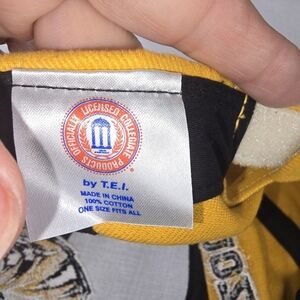 OFFICIALLY LICENSED COLLEGIATE PRODUCTS
by T.E.I.
MADE IN CHINA
100% COTTON
ONE SIZE FITS ALL